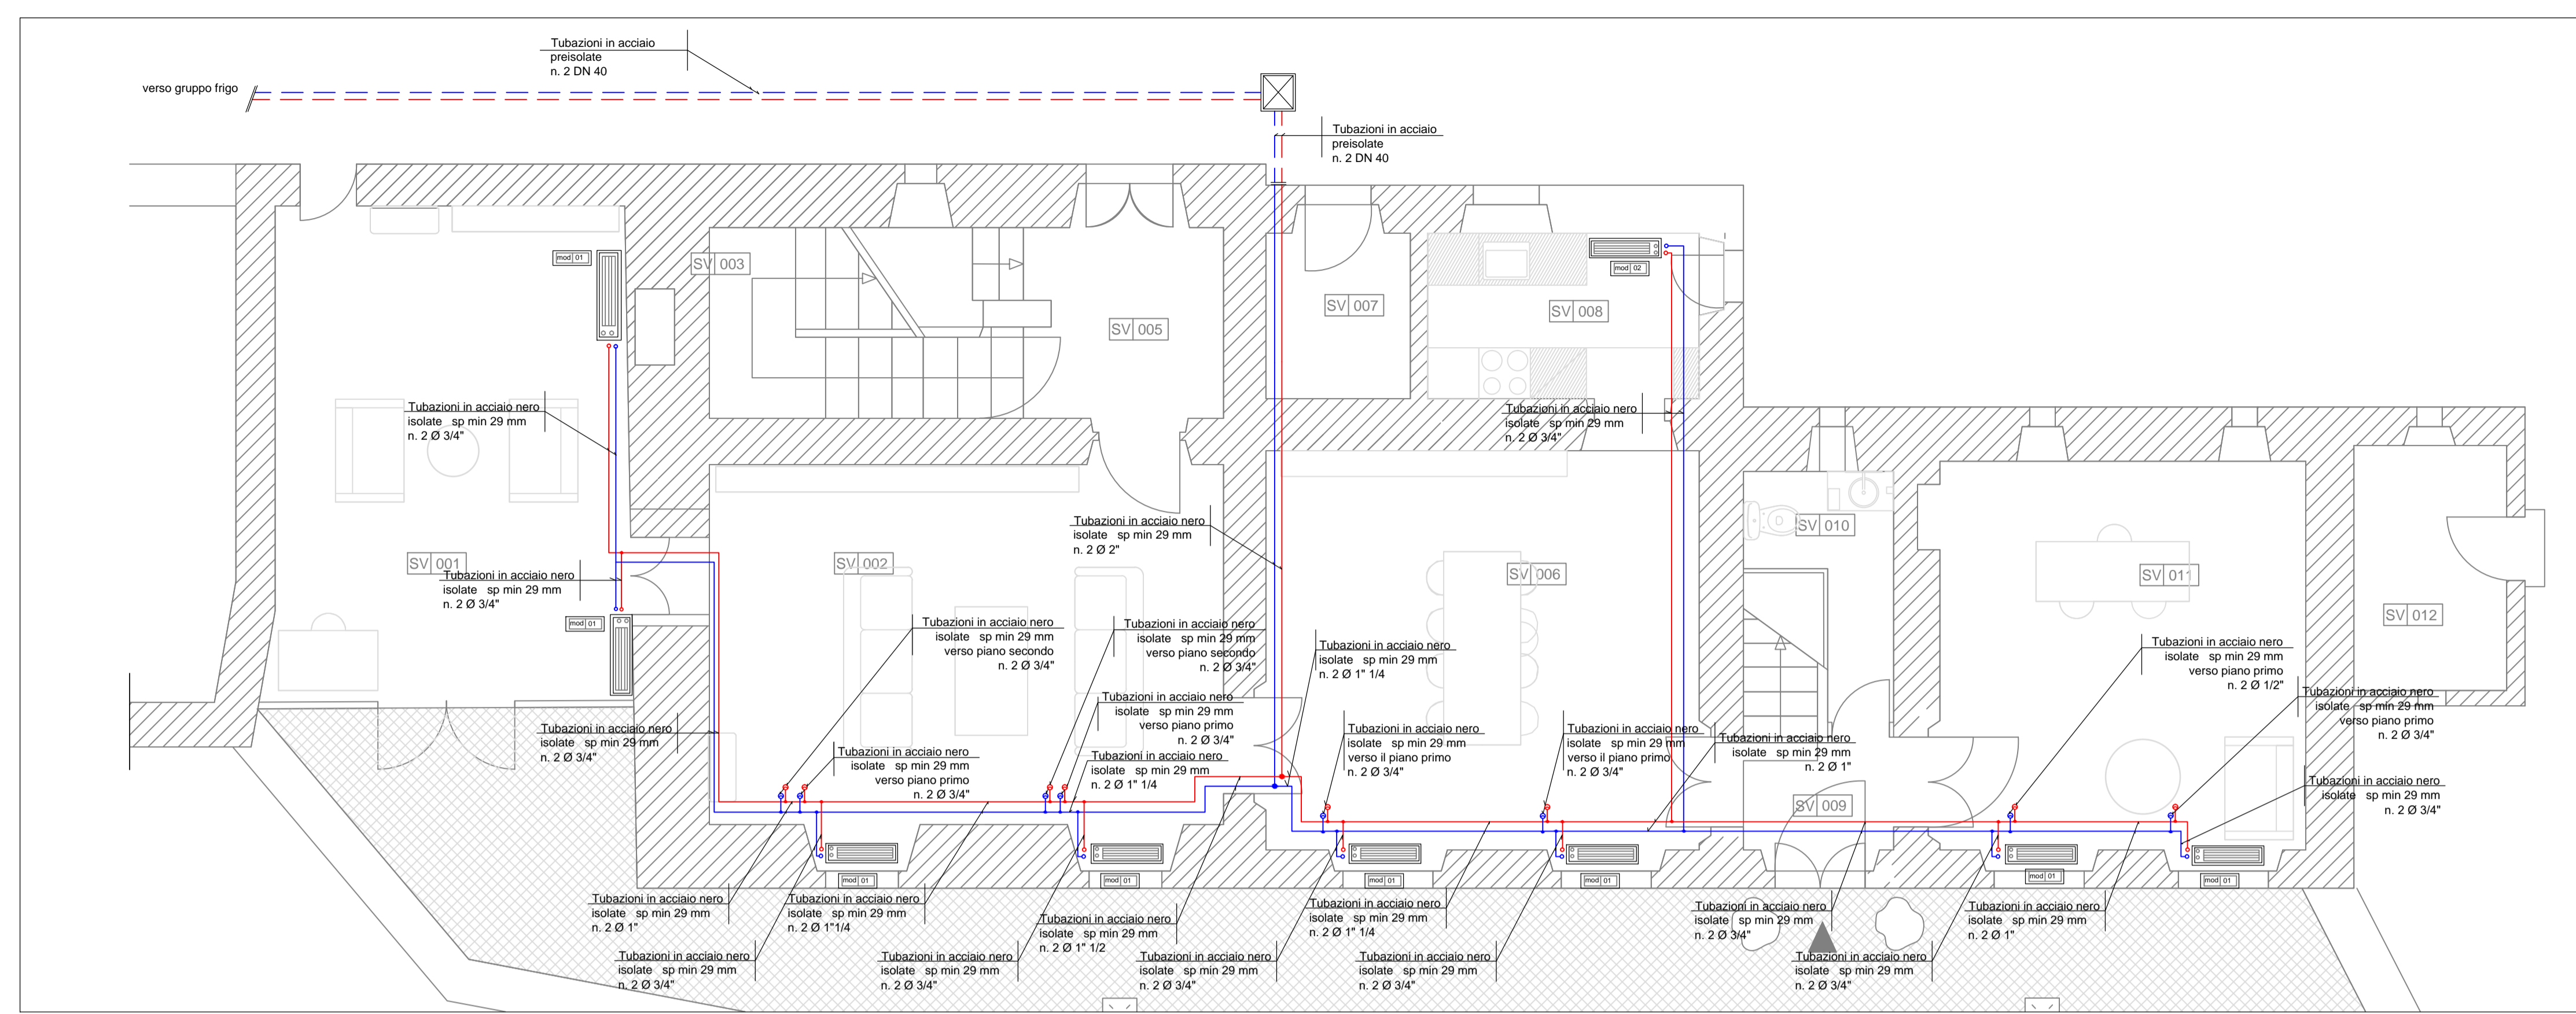 Tubazioni in acciaio
preisolate
n. 2 DN 40
verso gruppo frigo
Tubazioni in acciaio
preisolate
n. 2 DN 40
mod 01
SV 003
SV 005
SV 007
SV 008
mod 02
Tubazioni in acciaio nero
isolate sp min 29 mm
n. 2 Ø 3/4"
Tubazioni in acciaio nero
isolate sp min 29 mm
n. 2 Ø 3/4"
Tubazioni in acciaio nero
isolate sp min 29 mm
n. 2 Ø 2"
SV 001
SV 002
SV 006
SV 010
SV 011
SV 012
Tubazioni in acciaio nero
isolate sp min 29 mm
n. 2 Ø 3/4"
mod 01
Tubazioni in acciaio nero
isolate sp min 29 mm
verso piano secondo
n. 2 Ø 3/4"
Tubazioni in acciaio nero
isolate sp min 29 mm
verso piano secondo
n. 2 Ø 3/4"
Tubazioni in acciaio nero
isolate sp min 29 mm
n. 2 Ø 1" 1/4
Tubazioni in acciaio nero
isolate sp min 29 mm
verso piano primo
n. 2 Ø 1/2"
Tubazioni in acciaio nero
isolate sp min 29 mm
verso piano primo
n. 2 Ø 3/4"
Tubazioni in acciaio nero
isolate sp min 29 mm
verso piano primo
n. 2 Ø 3/4"
Tubazioni in acciaio nero
isolate sp min 29 mm
n. 2 Ø 3/4"
Tubazioni in acciaio nero
isolate sp min 29 mm
verso piano primo
n. 2 Ø 3/4"
Tubazioni in acciaio nero
isolate sp min 29 mm
n. 2 Ø 1" 1/4
Tubazioni in acciaio nero
isolate sp min 29 mm
verso il piano primo
n. 2 Ø 3/4"
Tubazioni in acciaio nero
isolate sp min 29 mm
verso il piano primo
n. 2 Ø 3/4"
Tubazioni in acciaio nero
isolate sp min 29 mm
n. 2 Ø 1"
Tubazioni in acciaio nero
isolate sp min 29 mm
n. 2 Ø 3/4"
SV 009
mod 01
mod 01
mod 01
mod 01
mod 01
mod 01
Tubazioni in acciaio nero
isolate sp min 29 mm
n. 2 Ø 1"
Tubazioni in acciaio nero
isolate sp min 29 mm
n. 2 Ø 1"1/4
Tubazioni in acciaio nero
isolate sp min 29 mm
n. 2 Ø 1" 1/2
Tubazioni in acciaio nero
isolate sp min 29 mm
n. 2 Ø 1" 1/4
Tubazioni in acciaio nero
isolate sp min 29 mm
n. 2 Ø 3/4"
Tubazioni in acciaio nero
isolate sp min 29 mm
n. 2 Ø 1"
Tubazioni in acciaio nero
isolate sp min 29 mm
n. 2 Ø 3/4"
Tubazioni in acciaio nero
isolate sp min 29 mm
n. 2 Ø 3/4"
Tubazioni in acciaio nero
isolate sp min 29 mm
n. 2 Ø 3/4"
Tubazioni in acciaio nero
isolate sp min 29 mm
n. 2 Ø 3/4"
Tubazioni in acciaio nero
isolate sp min 29 mm
n. 2 Ø 3/4"